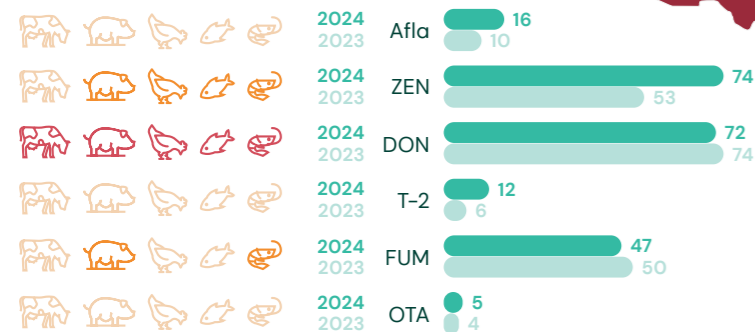 2024 Afla 16
2023 10
2024 ZEN 74
2023 53
2024 DON 72
2023 74
2024 T-2 12
2023 6
2024 FUM 47
2023 50
2024 OTA 5
2023 4